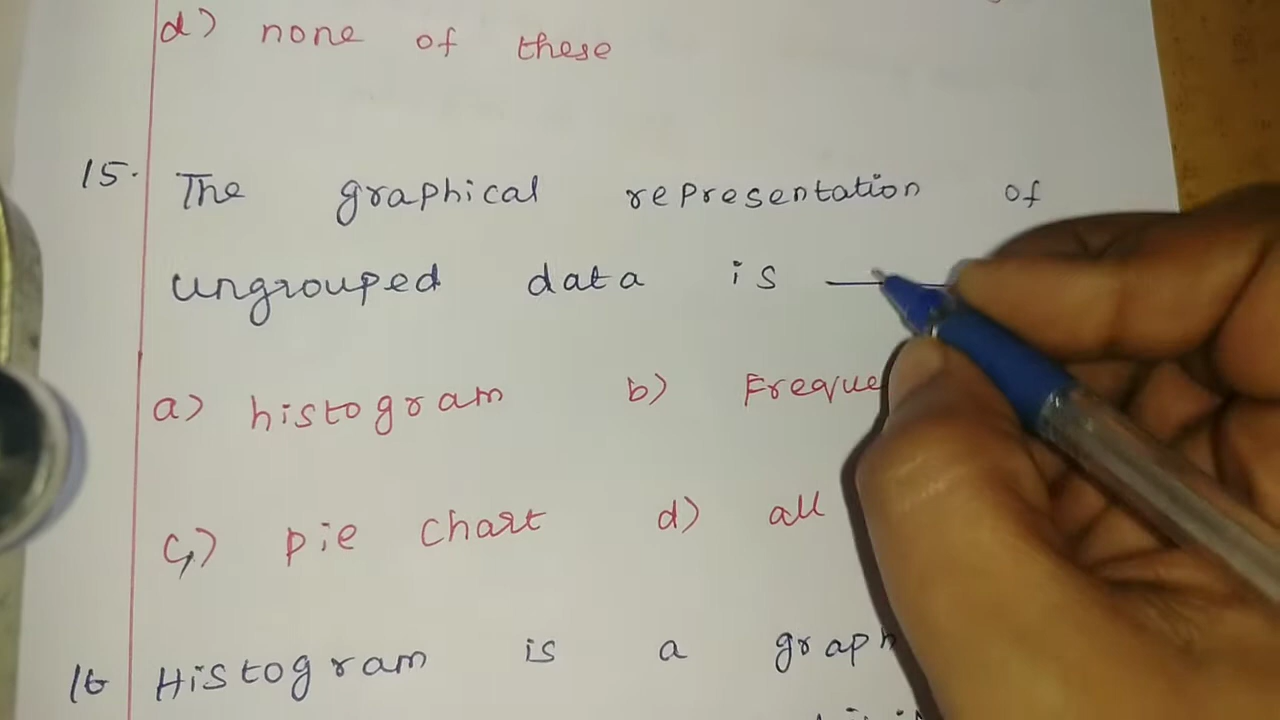 d) none of these
15. The graphical representation of
ungrouped data is —
a) histogram b) Freque
c) pie chart d) all
16 Histogram is a graph